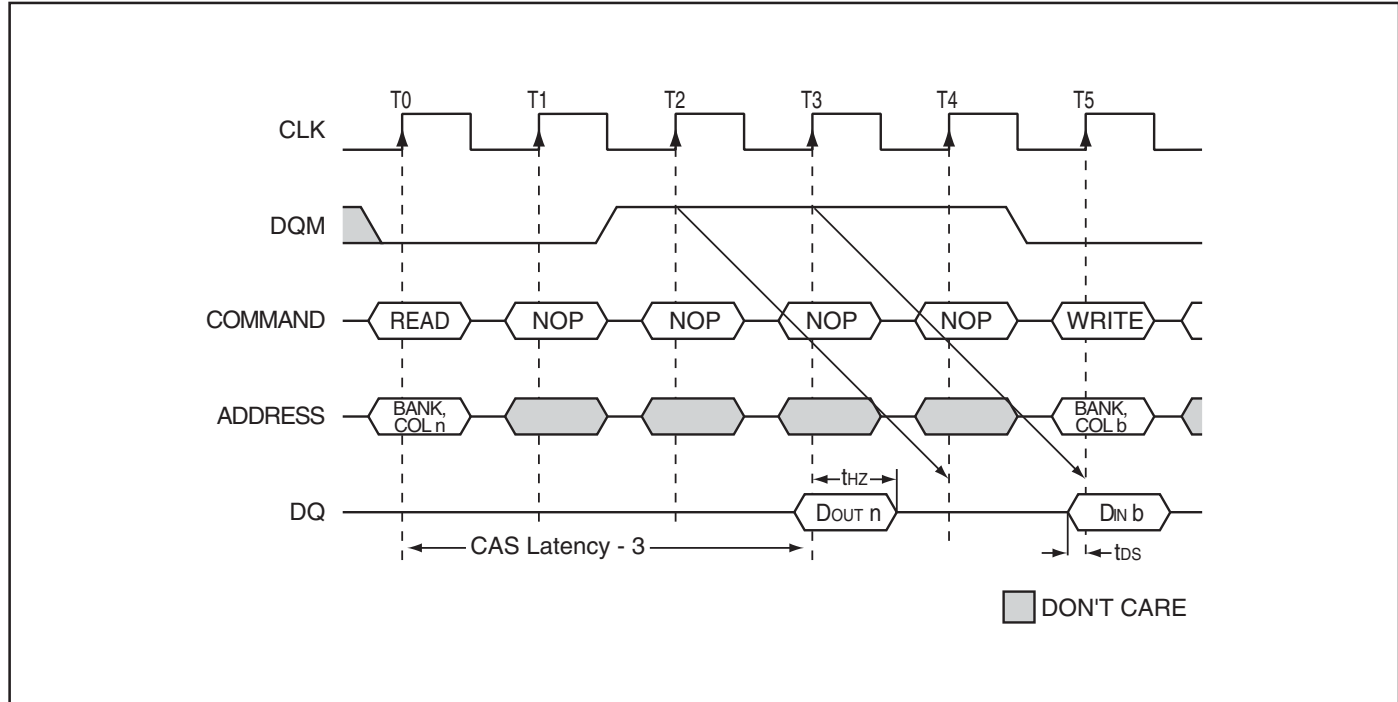 T0 T1 T2 T3 T4 T5
CLK
DQM
COMMAND READ NOP NOP NOP NOP WRITE
ADDRESS BANK, COL n BANK, COL b
tHZ
DQ DOUT n DIN b
CAS Latency - 3 tDS
DON'T CARE